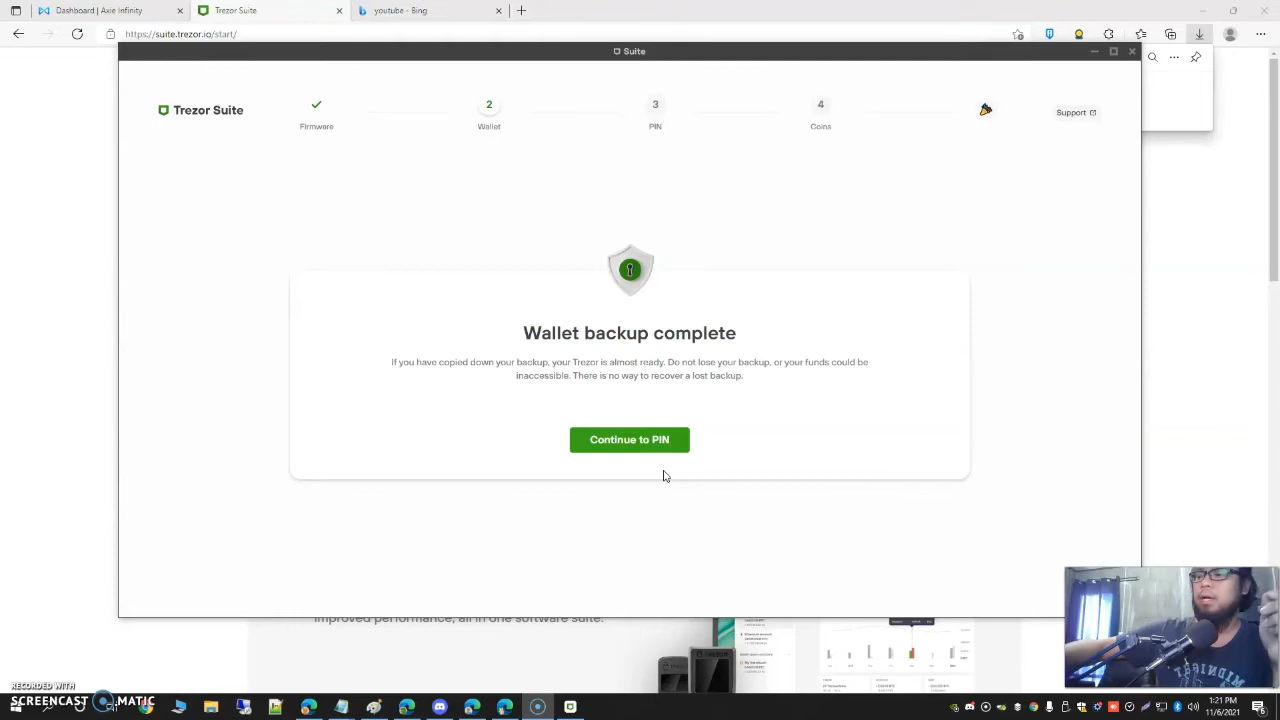 Dashboard | Axie Infinity
Trezor Suite
youtube - Bing
https://suite.trezor.io/start/
Suite
Trezor Suite
2
3
4
Firmware
Wallet
PIN
Coins
Support
Wallet backup complete
If you have copied down your backup, your Trezor is almost ready. Do not lose your backup, or your funds could be
inaccessible. There is no way to recover a lost backup.
Continue to PIN
improved performance, all in one software suite.
TREZOR
RECORDED WITH
SCREENCAST MATIC
1:21 PM
11/6/2021